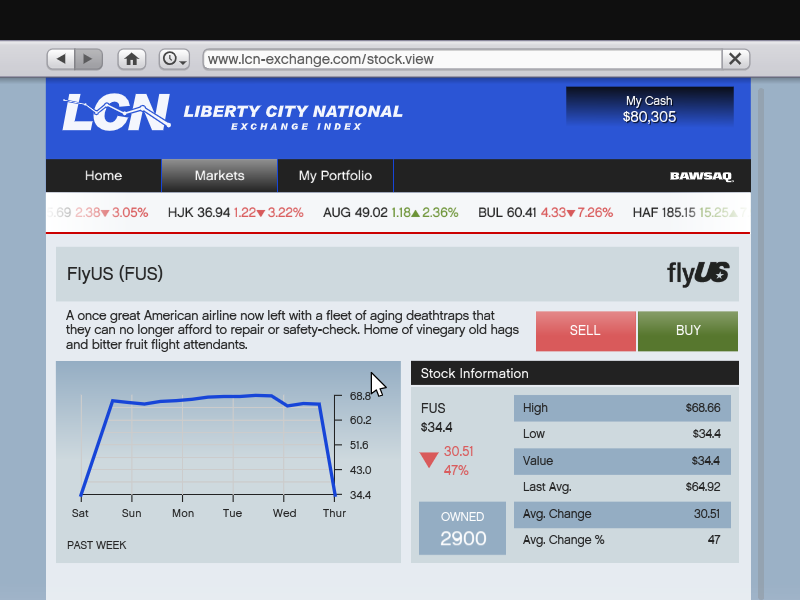 www.lcn-exchange.com/stock.view
LCN LIBERTY CITY NATIONAL
EXCHANGE INDEX
My Cash
$80,305
Home Markets My Portfolio BAWSAQ
5.69 2.38▼3.05% HJK 36.94 1.22▼3.22% AUG 49.02 1.18▲2.36% BUL 60.41 4.33▼7.26% HAF 185.15 15.25▲
FlyUS (FUS)
flyUS
A once great American airline now left with a fleet of aging deathtraps that
they can no longer afford to repair or safety-check. Home of vinegary old hags
and bitter fruit flight attendants.
SELL BUY
68.8
60.2
51.6
43.0
34.4
Sat Sun Mon Tue Wed Thur
PAST WEEK
Stock Information
FUS
$34.4
▼ 30.51
47%
OWNED
2900
High $68.66
Low $34.4
Value $34.4
Last Avg. $64.92
Avg. Change 30.51
Avg. Change % 47